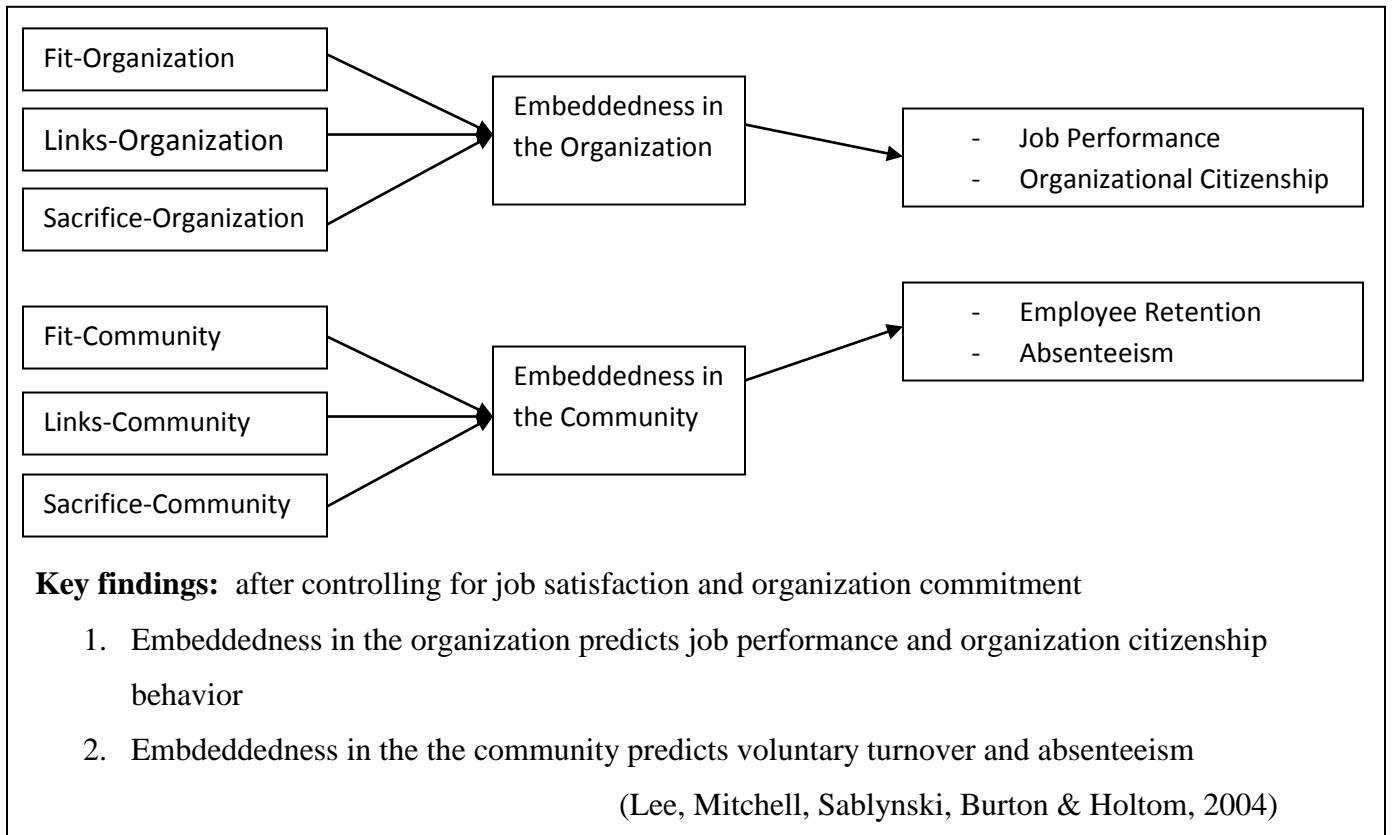 Fit-Organization
Links-Organization
Sacrifice-Organization
Embeddedness in
the Organization
- Job Performance
- Organizational Citizenship
Fit-Community
Links-Community
Sacrifice-Community
Embeddedness in
the Community
- Employee Retention
- Absenteeism
Key findings: after controlling for job satisfaction and organization commitment
1. Embeddedness in the organization predicts job performance and organization citizenship
behavior
2. Embdeddedness in the the community predicts voluntary turnover and absenteeism
(Lee, Mitchell, Sablynski, Burton & Holtom, 2004)